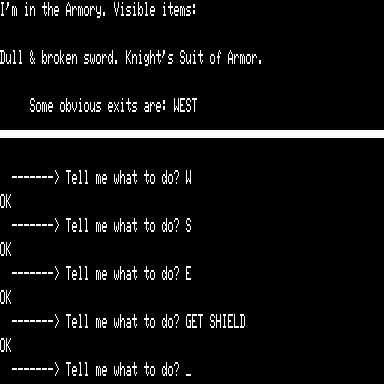 I'm in the Armory. Visible items:
Dull & broken sword. Knight's Suit of Armor.
Some obvious exits are: WEST
-------> Tell me what to do? W
OK
-------> Tell me what to do? S
OK
-------> Tell me what to do? E
OK
-------> Tell me what to do? GET SHIELD
OK
-------> Tell me what to do? _